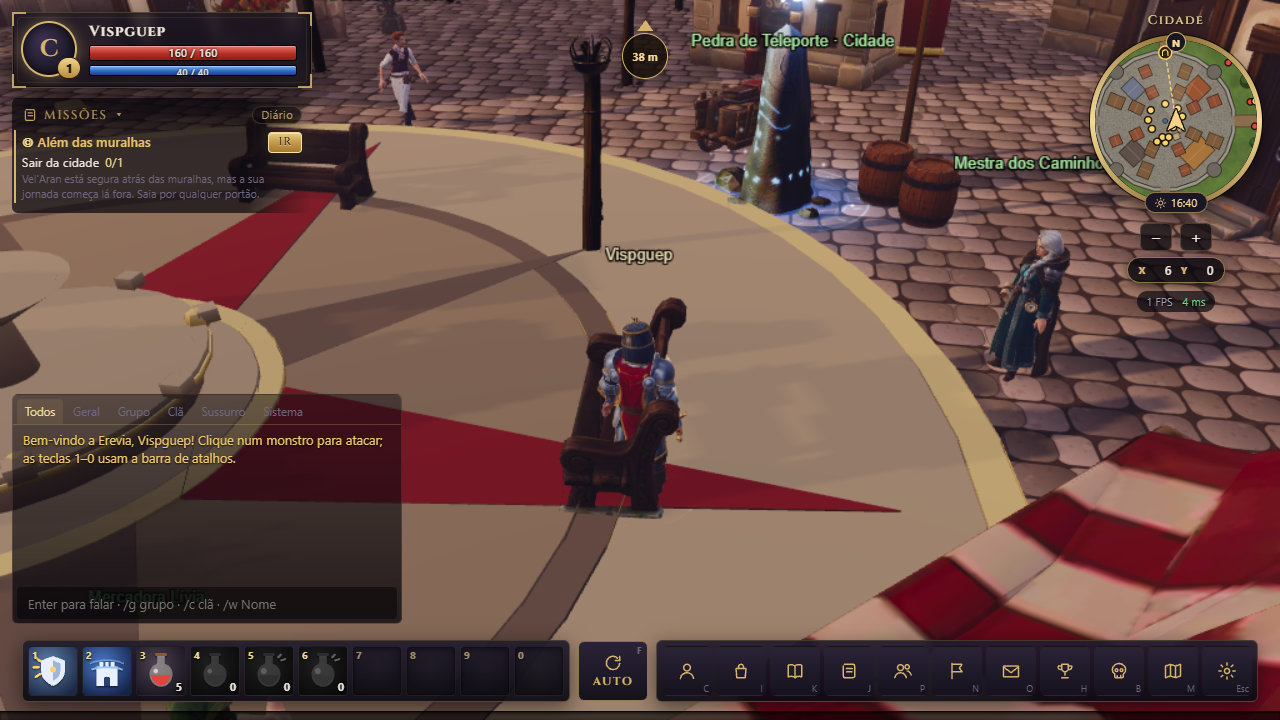 C
1
Vispguep
160 / 160
40 / 40
MISSÕES
Diário
Além das muralhas
IR
Sair da cidade 0/1
Vel'Aran está segura atrás das muralhas, mas a sua
jornada começa lá fora. Saia por qualquer portão.
38 m
Pedra de Teleporte · Cidade
Mestra dos Caminho
Vispguep
Cidade
N
16:40
− +
X 6 Y 0
1 FPS 4 ms
Todos Geral Grupo Clã Sussurro Sistema
Bem-vindo a Erevia, Vispguep! Clique num monstro para atacar;
as teclas 1–0 usam a barra de atalhos.
Mercadora Lívia
Enter para falar · /g grupo · /c clã · /w Nome
1 2 3 4 5 6 7 8 9 0
5 0 0 0
F
AUTO
C I K J P N O H B M Esc